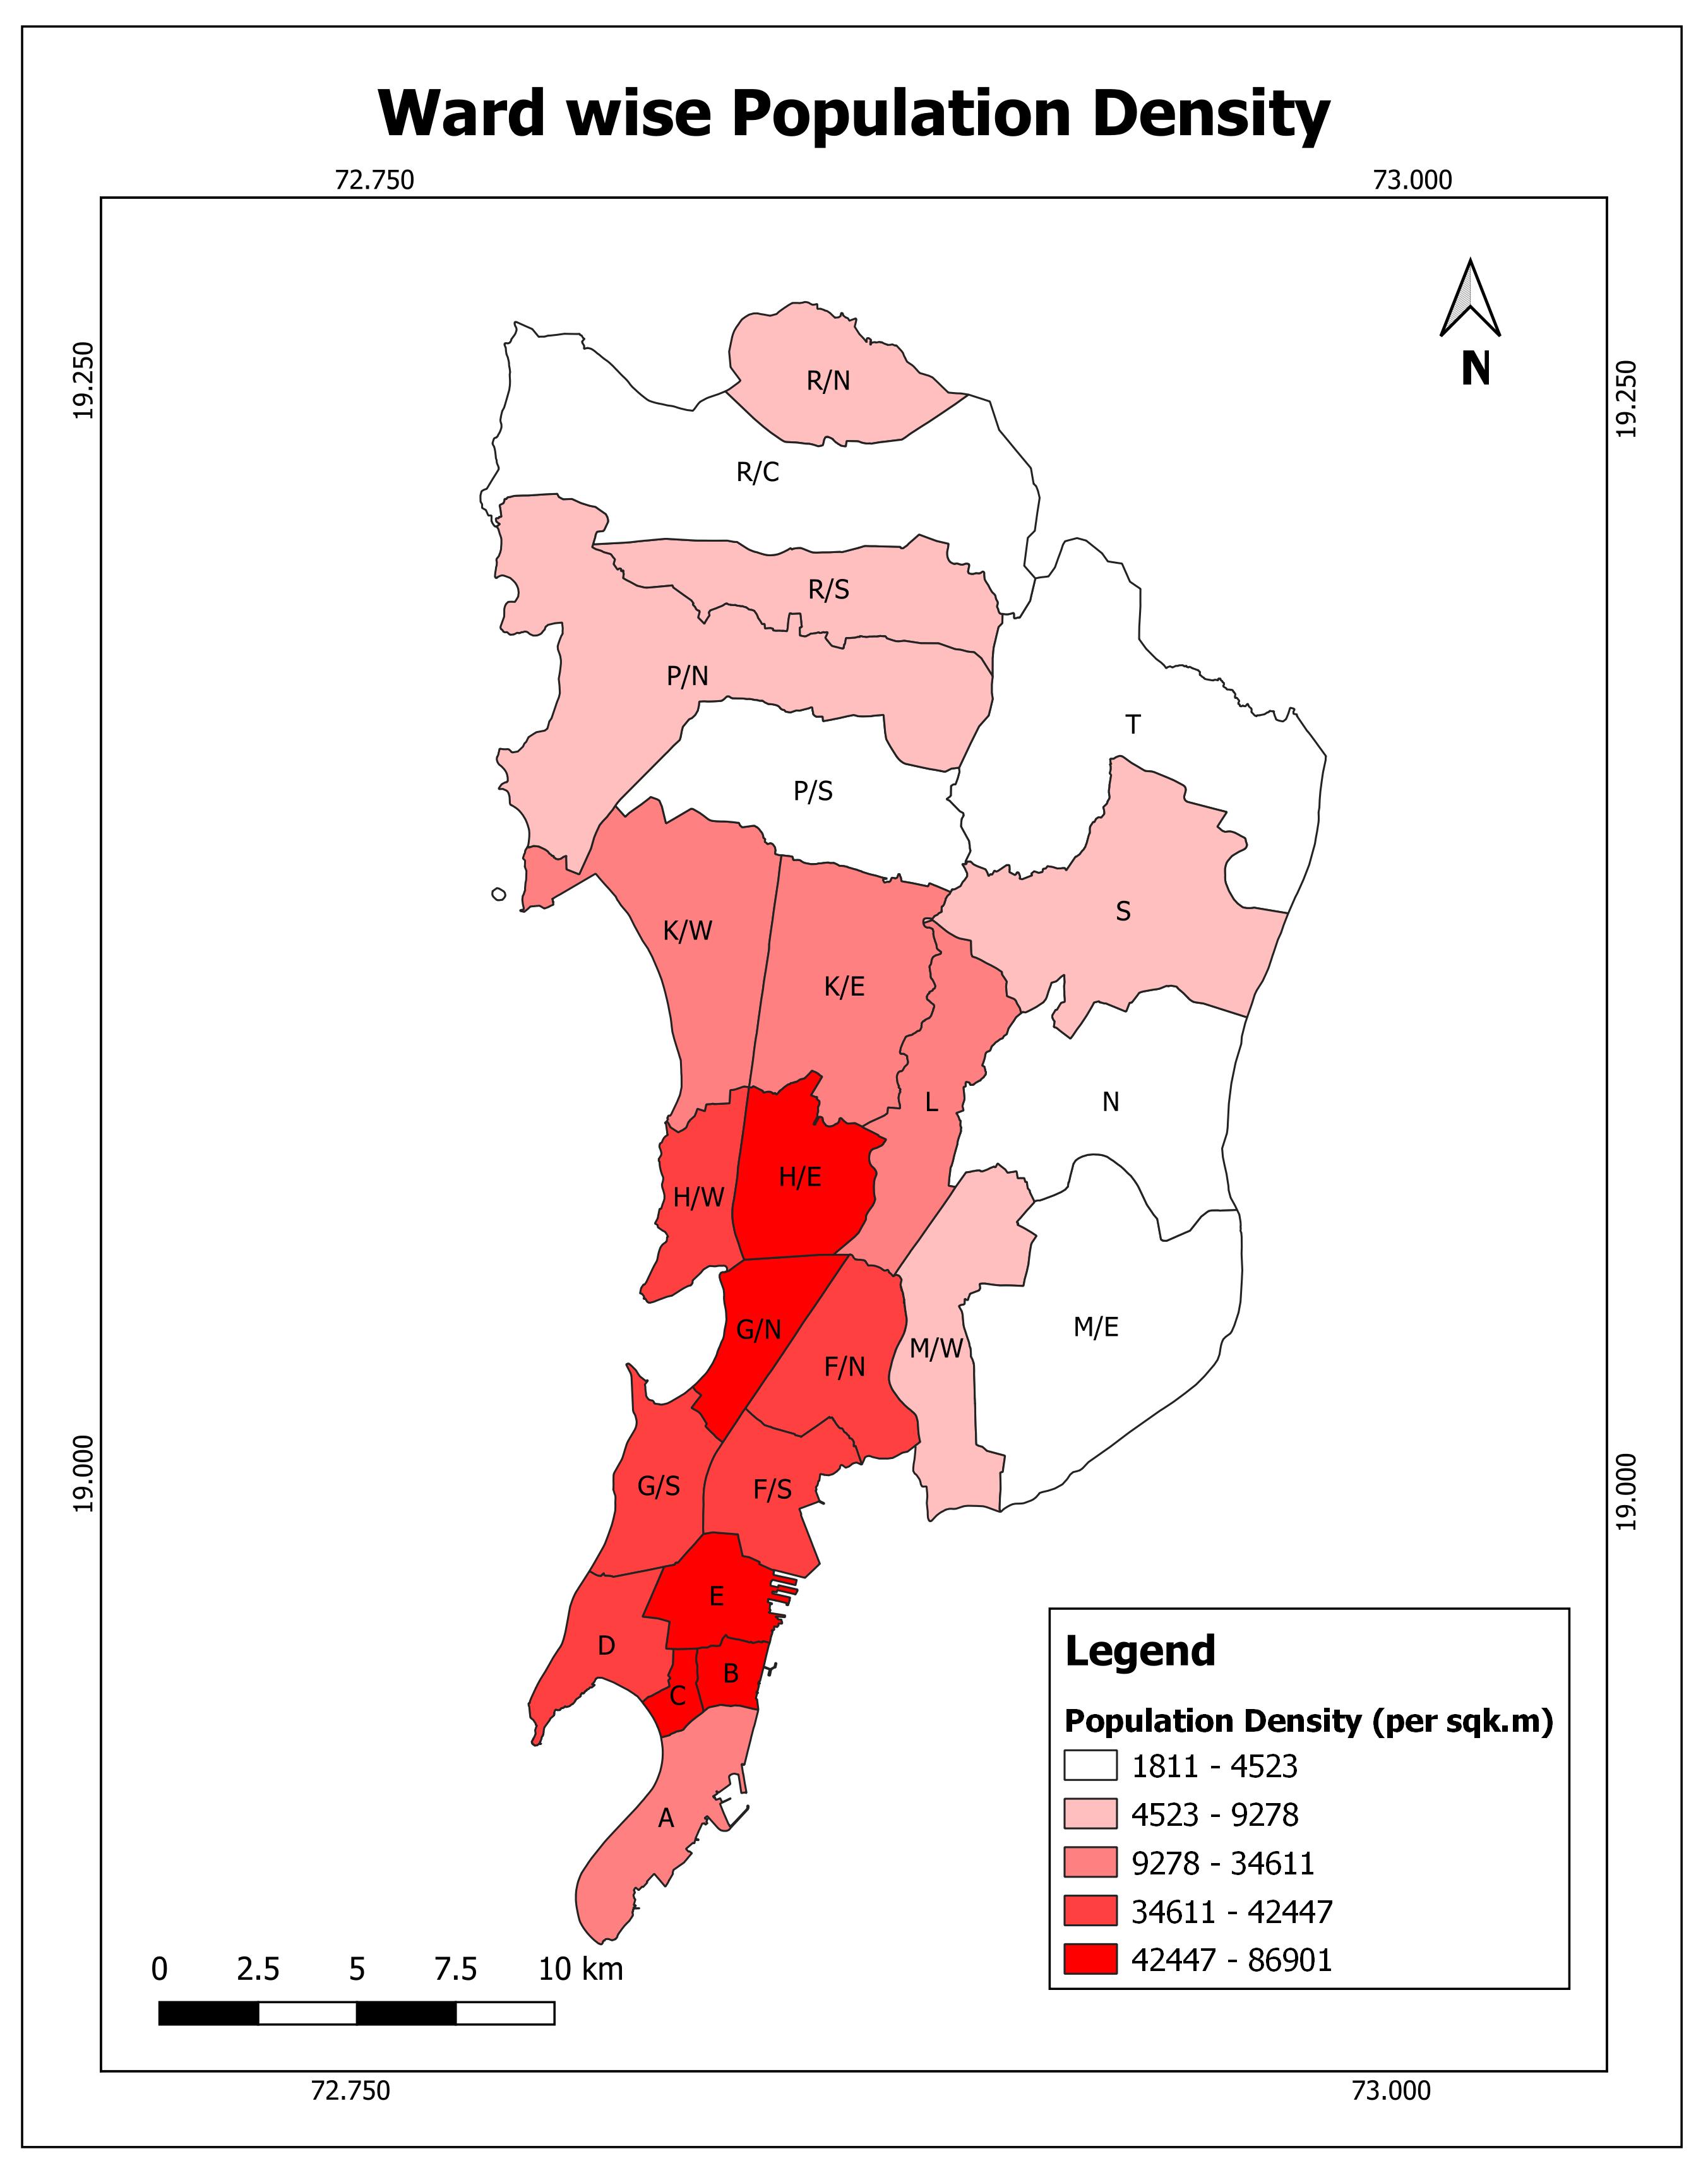 Ward wise Population Density
72.750 73.000
19.250 19.250
N
R/N
R/C
R/S
P/N
T
P/S
S
K/W
K/E
L
N
H/E
H/W
M/E
G/N
M/W
F/N
G/S
F/S
E
D
B
C
A
19.000 19.000
Legend
Population Density (per sqk.m)
1811 - 4523
4523 - 9278
9278 - 34611
34611 - 42447
42447 - 86901
0 2.5 5 7.5 10 km
72.750 73.000